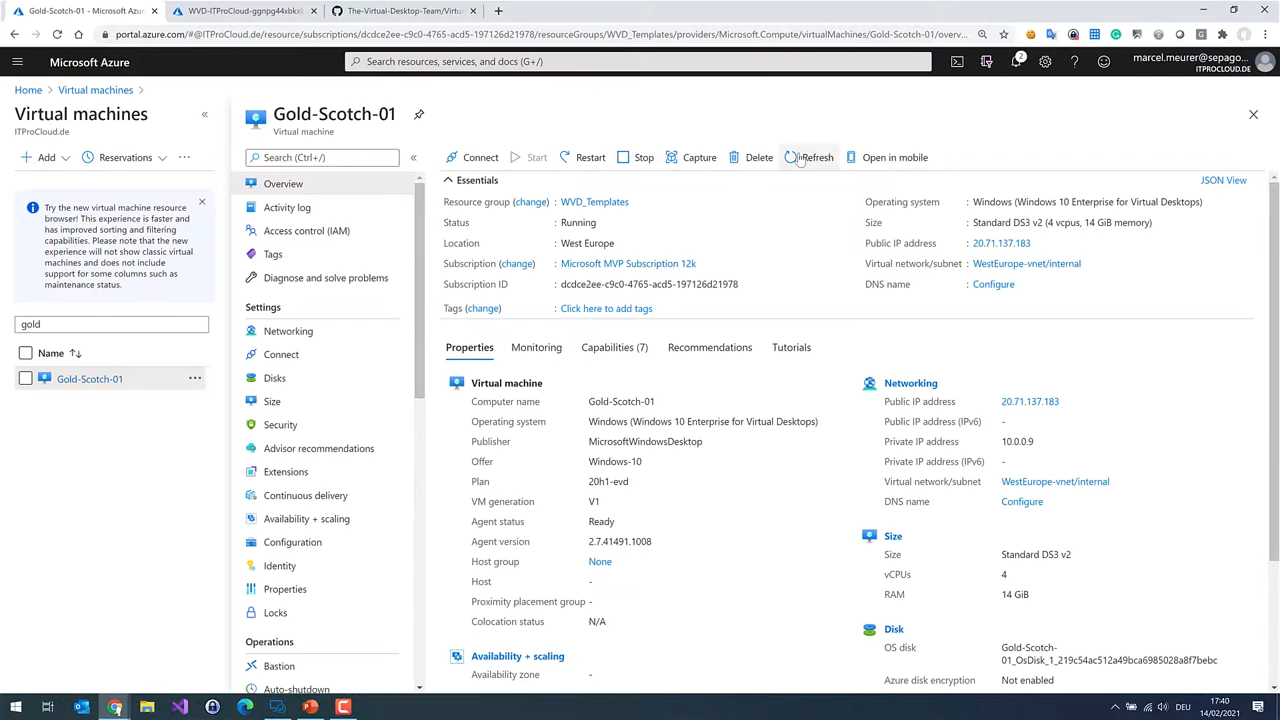 Gold-Scotch-01 - Microsoft Azure
WVD-ITProCloud-ggnpg44xbkxk
The-Virtual-Desktop-Team/Virtu
portal.azure.com/#@ITProCloud.de/resource/subscriptions/dcdce2ee-c9c0-4765-acd5-197126d21978/resourceGroups/WVD_Templates/providers/Microsoft.Compute/virtualMachines/Gold-Scotch-01/overv...
Microsoft Azure
Search resources, services, and docs (G+/)
2
marcel.meurer@sepago...
ITPROCLOUD.DE
Home > Virtual machines >
Virtual machines
ITProCloud.de
Add
Reservations
Try the new virtual machine resource
browser! This experience is faster and
has improved sorting and filtering
capabilities. Please note that the new
experience will not show classic virtual
machines and does not include
support for some columns such as
maintenance status.
gold
Name
Gold-Scotch-01
Gold-Scotch-01
Virtual machine
Search (Ctrl+/)
Overview
Activity log
Access control (IAM)
Tags
Diagnose and solve problems
Settings
Networking
Connect
Disks
Size
Security
Advisor recommendations
Extensions
Continuous delivery
Availability + scaling
Configuration
Identity
Properties
Locks
Operations
Bastion
Auto-shutdown
Connect Start Restart Stop Capture Delete Refresh Open in mobile
Essentials
JSON View
Resource group (change) : WVD_Templates
Status : Running
Location : West Europe
Subscription (change) : Microsoft MVP Subscription 12k
Subscription ID : dcdce2ee-c9c0-4765-acd5-197126d21978
Tags (change) : Click here to add tags
Operating system : Windows (Windows 10 Enterprise for Virtual Desktops)
Size : Standard DS3 v2 (4 vcpus, 14 GiB memory)
Public IP address : 20.71.137.183
Virtual network/subnet : WestEurope-vnet/internal
DNS name : Configure
Properties Monitoring Capabilities (7) Recommendations Tutorials
Virtual machine
Computer name Gold-Scotch-01
Operating system Windows (Windows 10 Enterprise for Virtual Desktops)
Publisher MicrosoftWindowsDesktop
Offer Windows-10
Plan 20h1-evd
VM generation V1
Agent status Ready
Agent version 2.7.41491.1008
Host group None
Host -
Proximity placement group -
Colocation status N/A
Availability + scaling
Availability zone -
Networking
Public IP address 20.71.137.183
Public IP address (IPv6) -
Private IP address 10.0.0.9
Private IP address (IPv6) -
Virtual network/subnet WestEurope-vnet/internal
DNS name Configure
Size
Size Standard DS3 v2
vCPUs 4
RAM 14 GiB
Disk
OS disk Gold-Scotch-
01_OsDisk_1_219c54ac512a49bca6985028a8f7bebc
Azure disk encryption Not enabled
DEU
17:40
14/02/2021